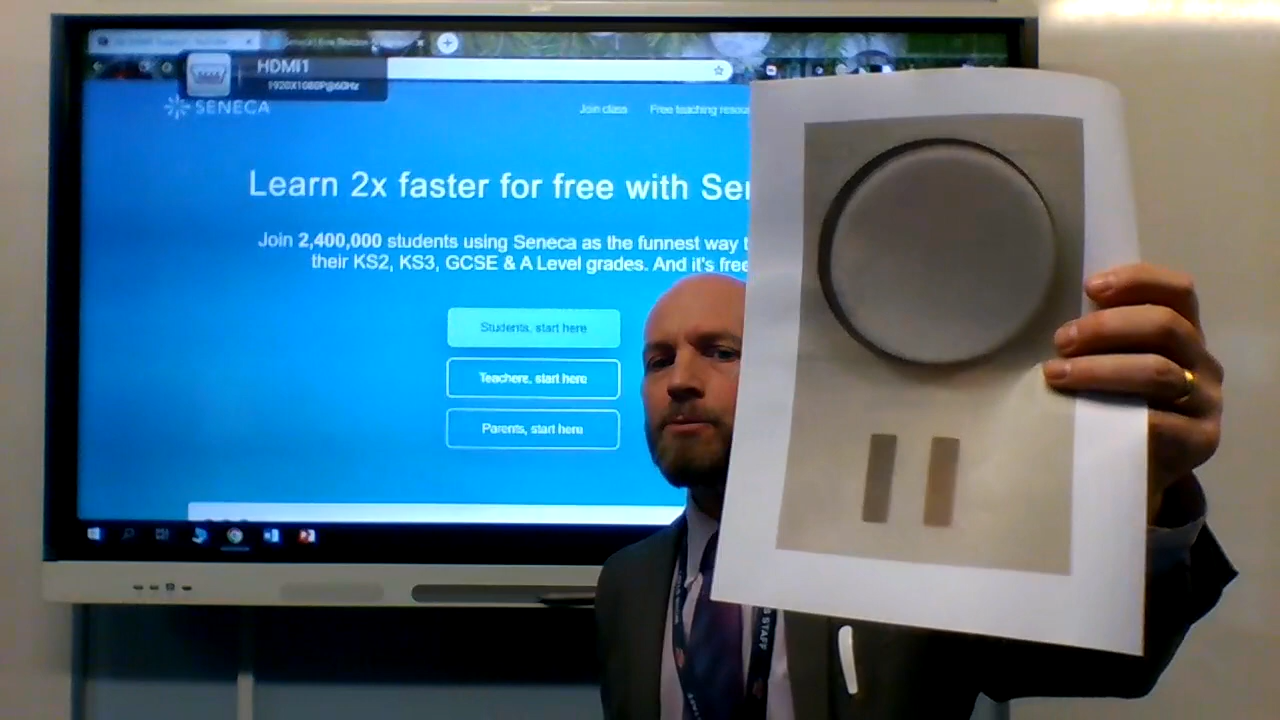 HDMI1
1920X1080P@60Hz
SENECA
Join class Free teaching
Learn 2x faster for free with
Join 2,400,000 students using Seneca as the funnest way
their KS2, KS3, GCSE & A Level grades. And it's free
Students, start here
Teachers, start here
Parents, start here
STAFF